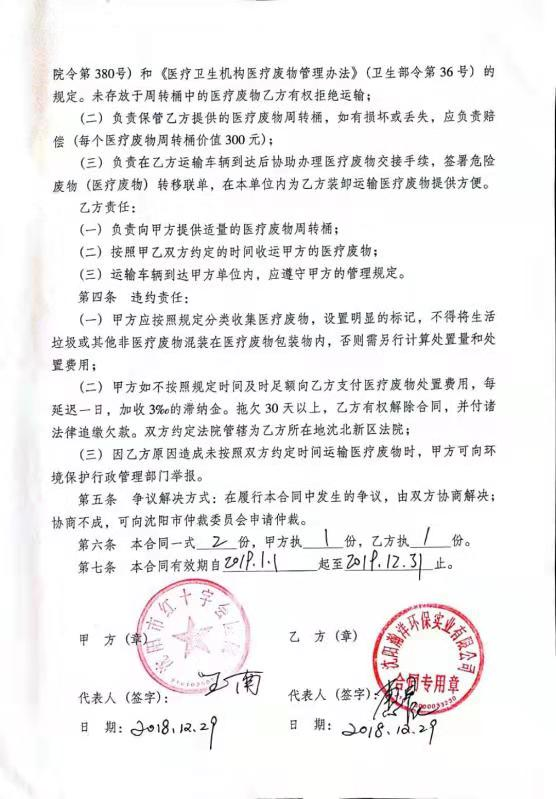 院令第380号）和《医疗卫生机构医疗废物管理办法》（卫生部令第36号）的
规定。未存放于周转桶中的医疗废物乙方有权拒绝运输；
（二）负责保管乙方提供的医疗废物周转桶，如有损坏或丢失，应负责赔
偿（每个医疗废物周转桶价值300元）；
（三）负责在乙方运输车辆到达后协助办理医疗废物交接手续，签署危险
废物（医疗废物）转移联单，在本单位内为乙方装卸运输医疗废物提供方便。
乙方责任：
（一）负责向甲方提供适量的医疗废物周转桶；
（二）按照甲乙双方约定的时间收运甲方的医疗废物；
（三）运输车辆到达甲方单位内，应遵守甲方的管理规定。
第四条 违约责任：
（一）甲方应按照规定分类收集医疗废物，设置明显的标记，不得将生活
垃圾或其他非医疗废物混装在医疗废物包装物内，否则需另行计算处置量和处
置费用；
（二）甲方如不按照规定时间及时足额向乙方支付医疗废物处置费用，每
延迟一日，加收3‰的滞纳金。拖欠30天以上，乙方有权解除合同，并付诸
法律追缴欠款。双方约定法院管辖为乙方所在地沈北新区法院；
（三）因乙方原因造成未按照双方约定时间运输医疗废物时，甲方可向环
境保护行政管理部门举报。
第五条 争议解决方式：在履行本合同中发生的争议，由双方协商解决；
协商不成，可向沈阳市仲裁委员会申请仲裁。
第六条 本合同一式 2 份，甲方执 1 份，乙方执 1 份。
第七条 本合同有效期自 2019.1.1 起至 2019.12.31 止。
沈阳市红十字会医院
甲 方（章）
乙 方（章）
沈阳瀚洋环保实业有限公司
合同专用章
代表人（签字）：王南
代表人（签字）：
日 期：2018.12.29
日 期：2018.12.29